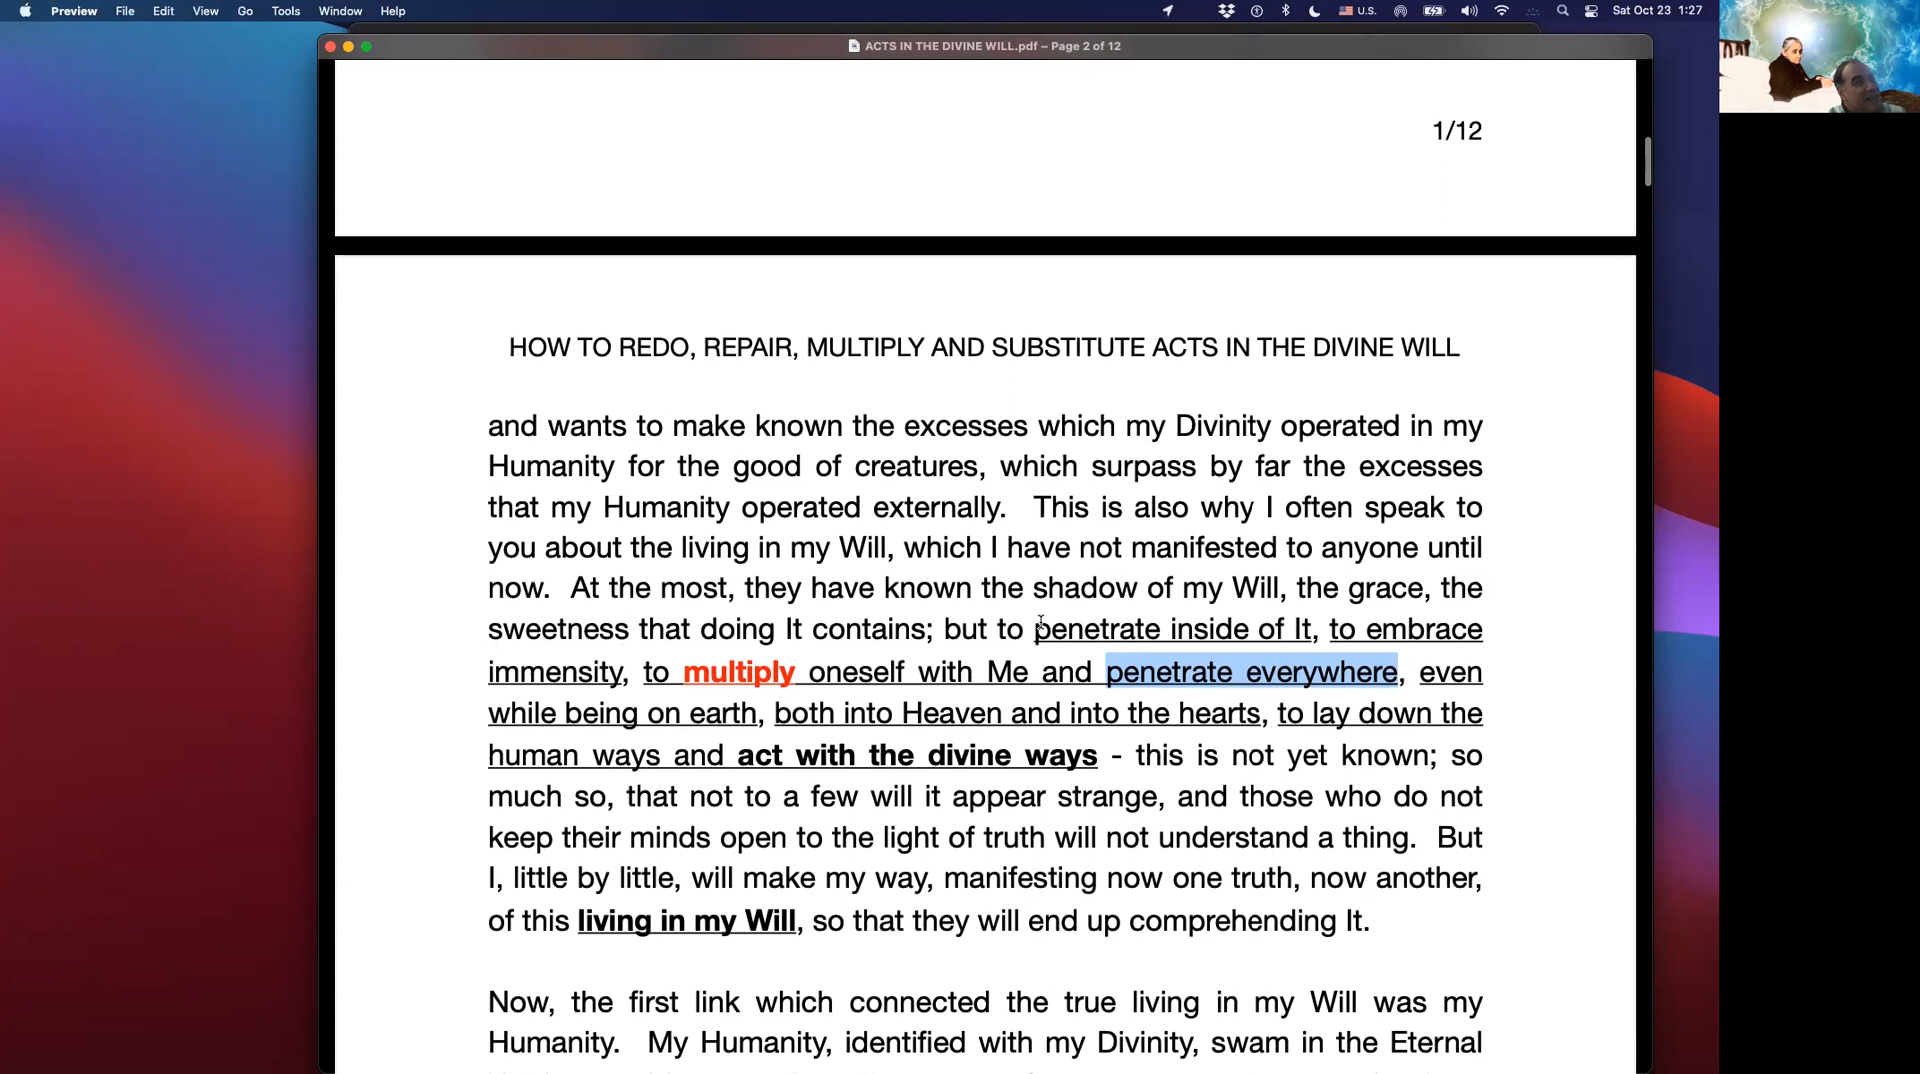 Preview File Edit View Go Tools Window Help U.S. Sat Oct 23 1:27
ACTS IN THE DIVINE WILL.pdf – Page 2 of 12
1/12
HOW TO REDO, REPAIR, MULTIPLY AND SUBSTITUTE ACTS IN THE DIVINE WILL
and wants to make known the excesses which my Divinity operated in my
Humanity for the good of creatures, which surpass by far the excesses
that my Humanity operated externally. This is also why I often speak to
you about the living in my Will, which I have not manifested to anyone until
now. At the most, they have known the shadow of my Will, the grace, the
sweetness that doing It contains; but to penetrate inside of It, to embrace
immensity, to multiply oneself with Me and penetrate everywhere, even
while being on earth, both into Heaven and into the hearts, to lay down the
human ways and act with the divine ways - this is not yet known; so
much so, that not to a few will it appear strange, and those who do not
keep their minds open to the light of truth will not understand a thing. But
I, little by little, will make my way, manifesting now one truth, now another,
of this living in my Will, so that they will end up comprehending It.
Now, the first link which connected the true living in my Will was my
Humanity. My Humanity, identified with my Divinity, swam in the Eternal